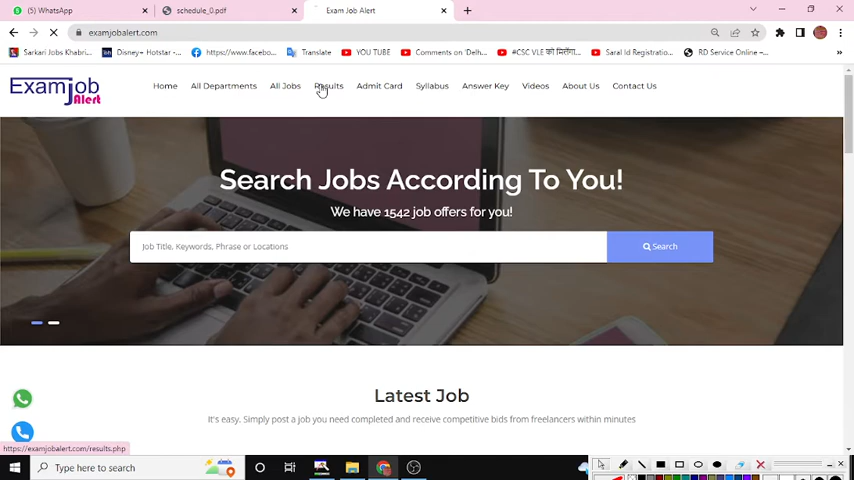 (5) WhatsApp
schedule_0.pdf
Exam Job Alert
examjobalert.com
Sarkari Jobs Khabri...
Disney+ Hotstar -...
https://www.facebo...
Translate
YOU TUBE
Comments on 'Delh...
#CSC VLE को मिलेंगा...
Saral Id Registratio...
RD Service Online –...
ExamJob
Alert
Home
All Departments
All Jobs
Results
Admit Card
Syllabus
Answer Key
Videos
About Us
Contact Us
Search Jobs According To You!
We have 1542 job offers for you!
Job Title, Keywords, Phrase or Locations
Search
Latest Job
It's easy. Simply post a job you need completed and receive competitive bids from freelancers within minutes
https://examjobalert.com/results.php
Type here to search